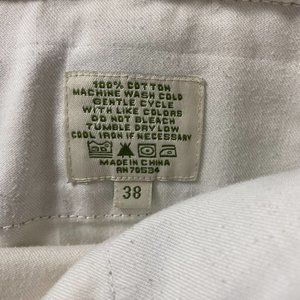 100% COTTON
MACHINE WASH COLD
GENTLE CYCLE
WITH LIKE COLORS
DO NOT BLEACH
TUMBLE DRY LOW
COOL IRON IF NECESSARY
MADE IN CHINA
RN 70534
38